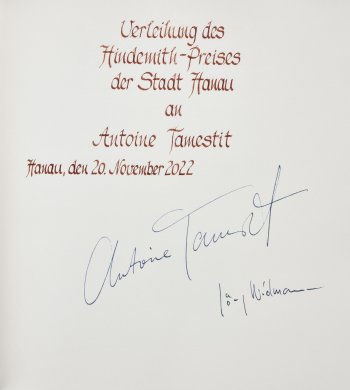 Verleihung des
Hindemith-Preises
der Stadt Hanau
an
Antoine Tamestit
Hanau, den 20. November 2022
Antoine Tamestit
Jörg Widmann